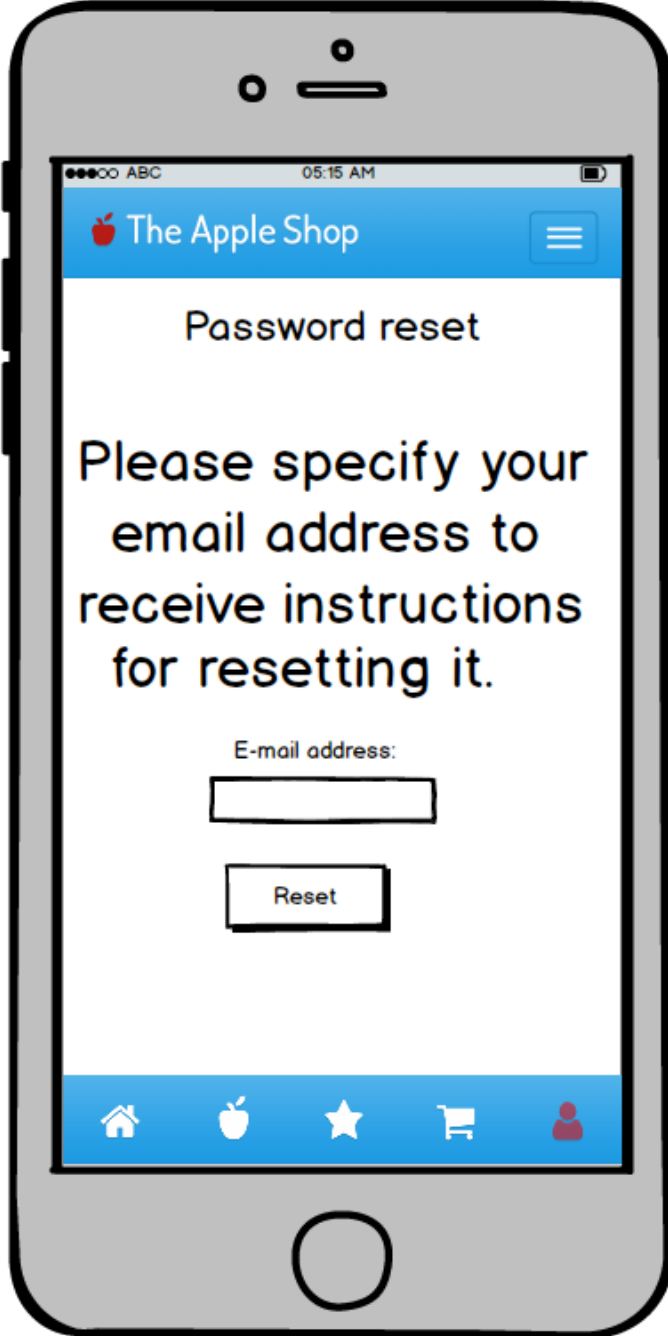 ABC 05:15 AM
The Apple Shop
Password reset
Please specify your
email address to
receive instructions
for resetting it.
E-mail address:
Reset